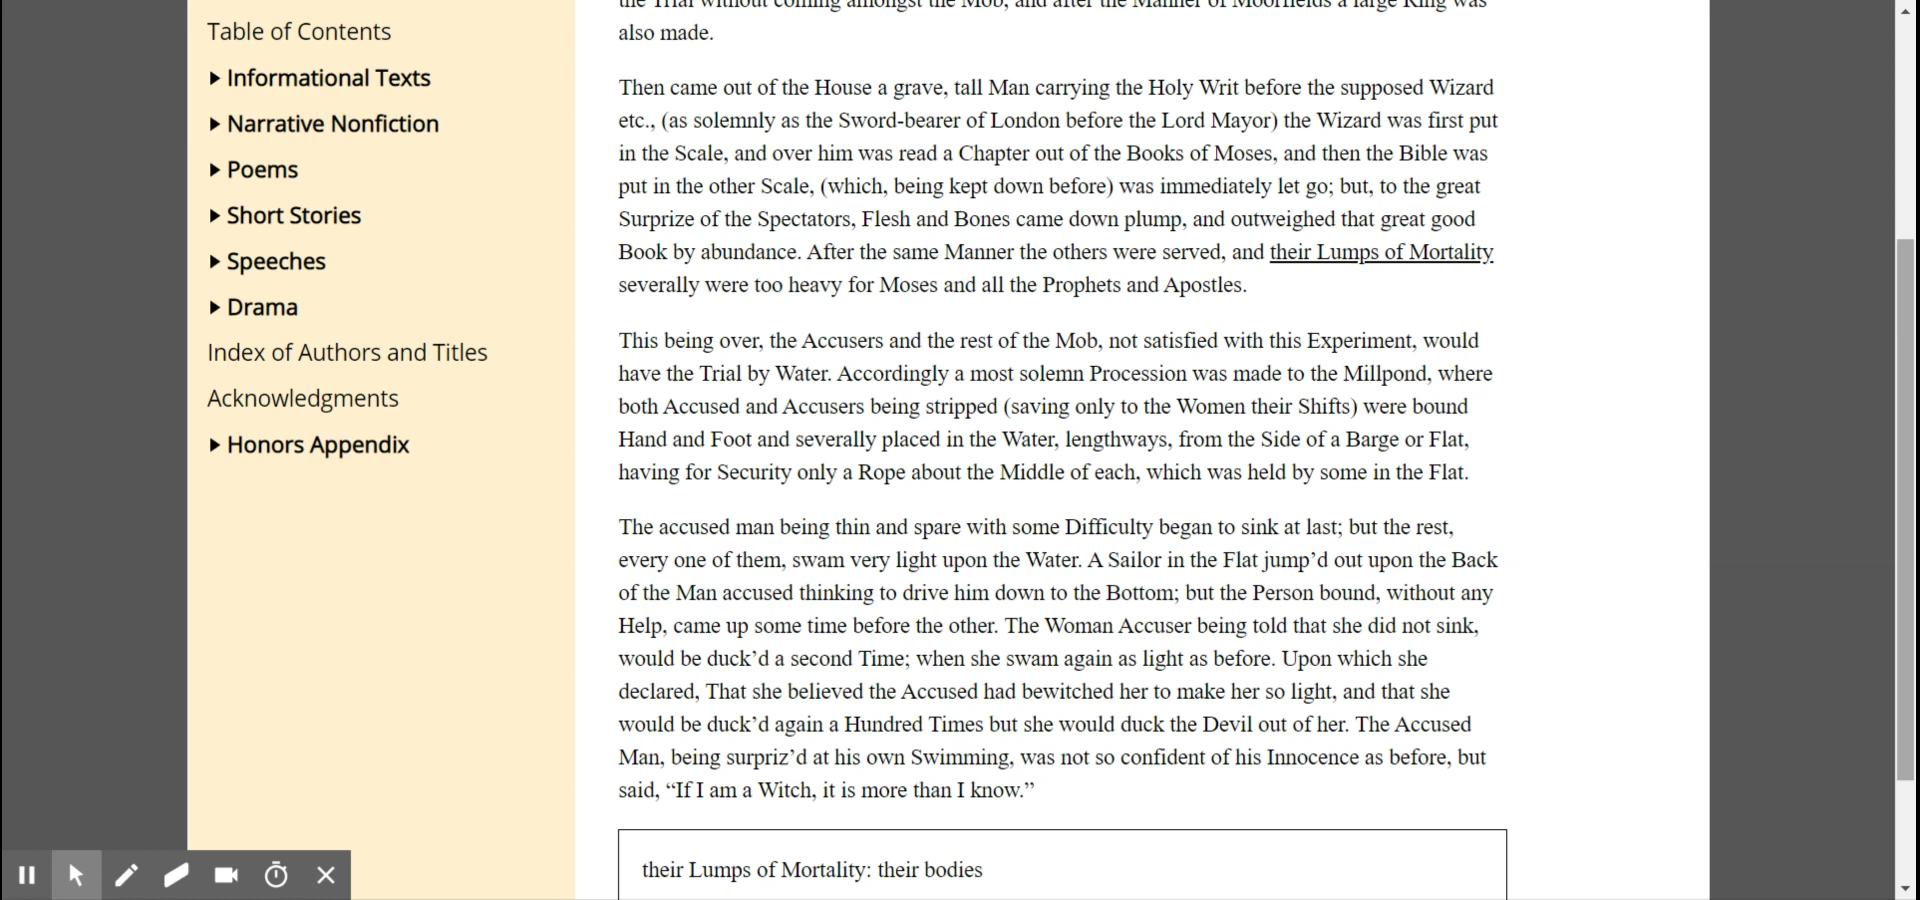 Table of Contents
Informational Texts
Narrative Nonfiction
Poems
Short Stories
Speeches
Drama
Index of Authors and Titles
Acknowledgments
Honors Appendix
the Trial without coming amongst the Mob, and after the Manner of Moorfields a large Ring was
also made.
Then came out of the House a grave, tall Man carrying the Holy Writ before the supposed Wizard
etc., (as solemnly as the Sword-bearer of London before the Lord Mayor) the Wizard was first put
in the Scale, and over him was read a Chapter out of the Books of Moses, and then the Bible was
put in the other Scale, (which, being kept down before) was immediately let go; but, to the great
Surprize of the Spectators, Flesh and Bones came down plump, and outweighed that great good
Book by abundance. After the same Manner the others were served, and their Lumps of Mortality
severally were too heavy for Moses and all the Prophets and Apostles.
This being over, the Accusers and the rest of the Mob, not satisfied with this Experiment, would
have the Trial by Water. Accordingly a most solemn Procession was made to the Millpond, where
both Accused and Accusers being stripped (saving only to the Women their Shifts) were bound
Hand and Foot and severally placed in the Water, lengthways, from the Side of a Barge or Flat,
having for Security only a Rope about the Middle of each, which was held by some in the Flat.
The accused man being thin and spare with some Difficulty began to sink at last; but the rest,
every one of them, swam very light upon the Water. A Sailor in the Flat jump’d out upon the Back
of the Man accused thinking to drive him down to the Bottom; but the Person bound, without any
Help, came up some time before the other. The Woman Accuser being told that she did not sink,
would be duck’d a second Time; when she swam again as light as before. Upon which she
declared, That she believed the Accused had bewitched her to make her so light, and that she
would be duck’d again a Hundred Times but she would duck the Devil out of her. The Accused
Man, being surpriz’d at his own Swimming, was not so confident of his Innocence as before, but
said, “If I am a Witch, it is more than I know.”
their Lumps of Mortality: their bodies